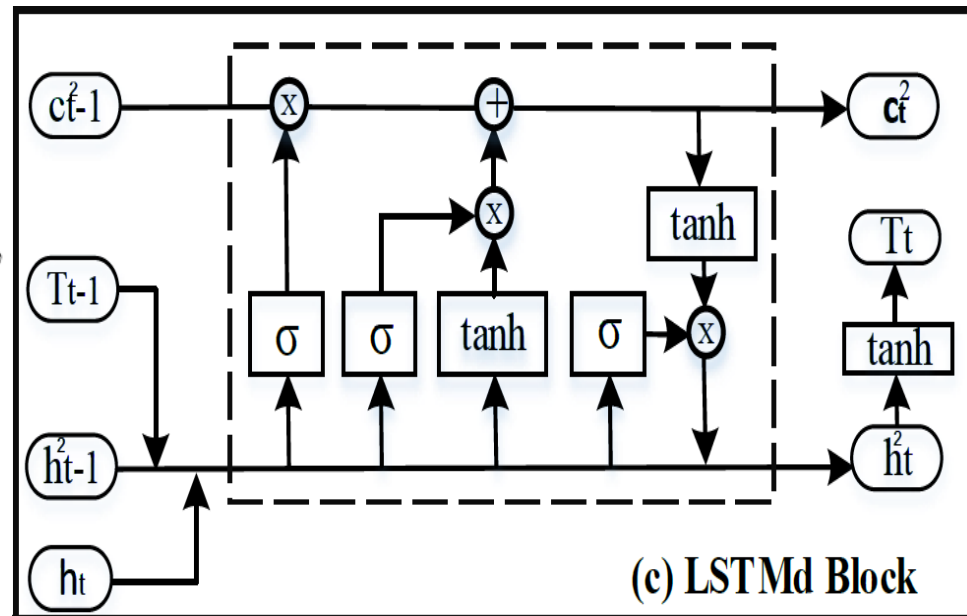 c²t-1
x
+
c²t
x
tanh
Tt
Tt-1
σ
σ
tanh
σ
x
tanh
h²t-1
h²t
ht
(c) LSTMd Block